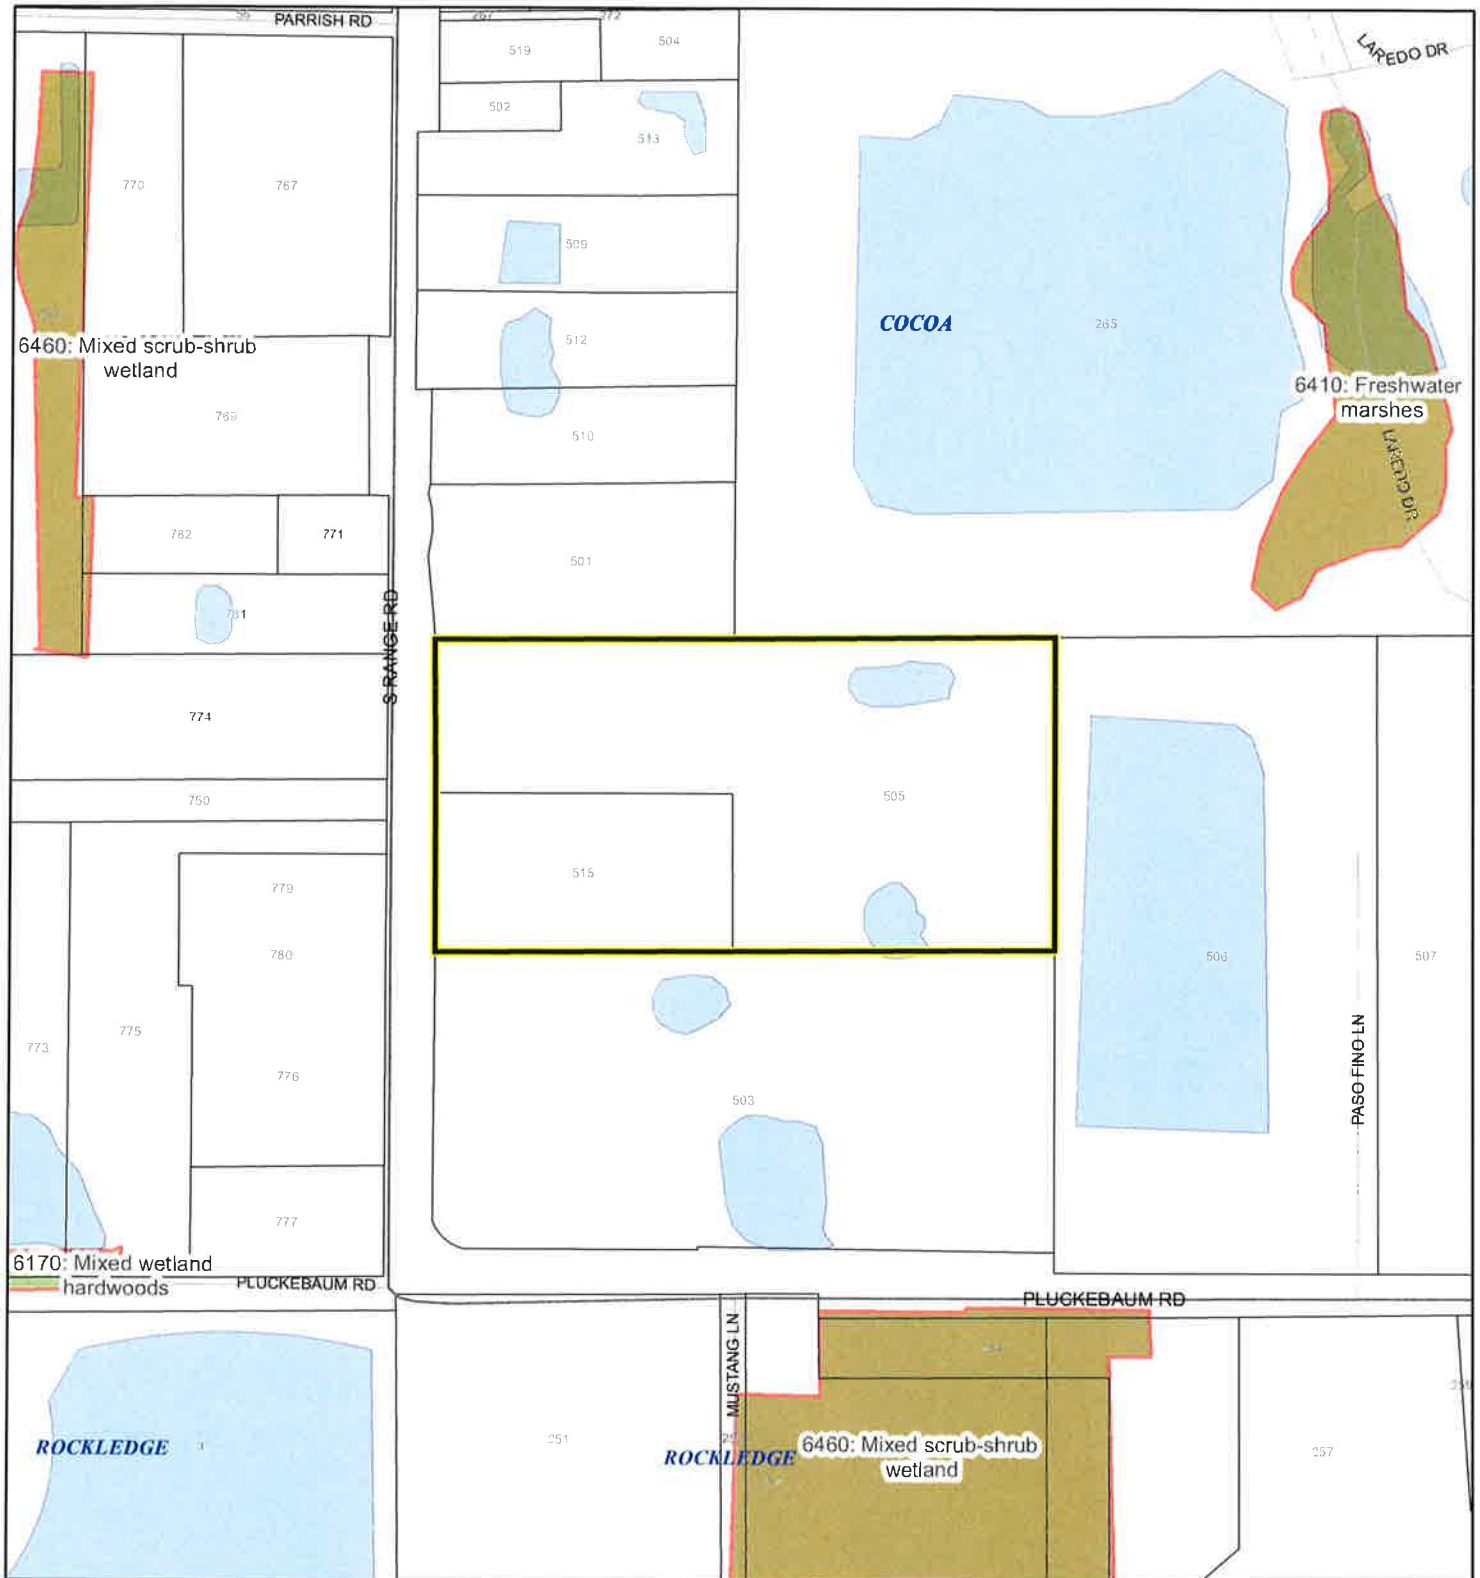 PARRISH RD
267
272
LAREDO DR
519
504
502
513
770
767
509
COCOA
265
512
6460: Mixed scrub-shrub
wetland
6410: Freshwater
marshes
769
510
LAREDO DR
782
771
501
781
S RANGE RD
774
750
505
515
779
780
506
507
775
773
776
503
PASO FINO LN
777
6170: Mixed wetland
hardwoods
PLUCKEBAUM RD
PLUCKEBAUM RD
MUSTANG LN
ROCKLEDGE
251
ROCKLEDGE
6460: Mixed scrub-shrub
wetland
257